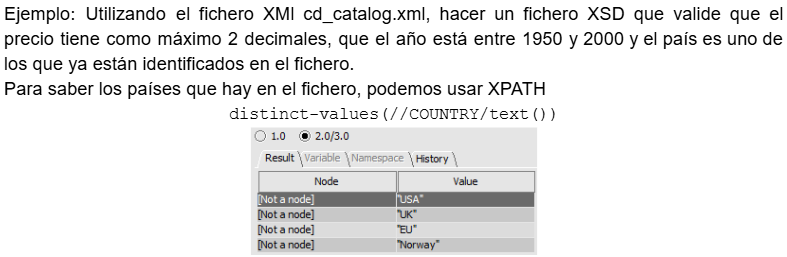 Ejemplo: Utilizando el fichero XMl cd_catalog.xml, hacer un fichero XSD que valide que el
precio tiene como máximo 2 decimales, que el año está entre 1950 y 2000 y el país es uno de
los que ya están identificados en el fichero.
Para saber los países que hay en el fichero, podemos usar XPATH
distinct-values(//COUNTRY/text())
1.0 2.0/3.0
Result Variable Namespace History
Node Value
[Not a node] "USA"
[Not a node] "UK"
[Not a node] "EU"
[Not a node] "Norway"